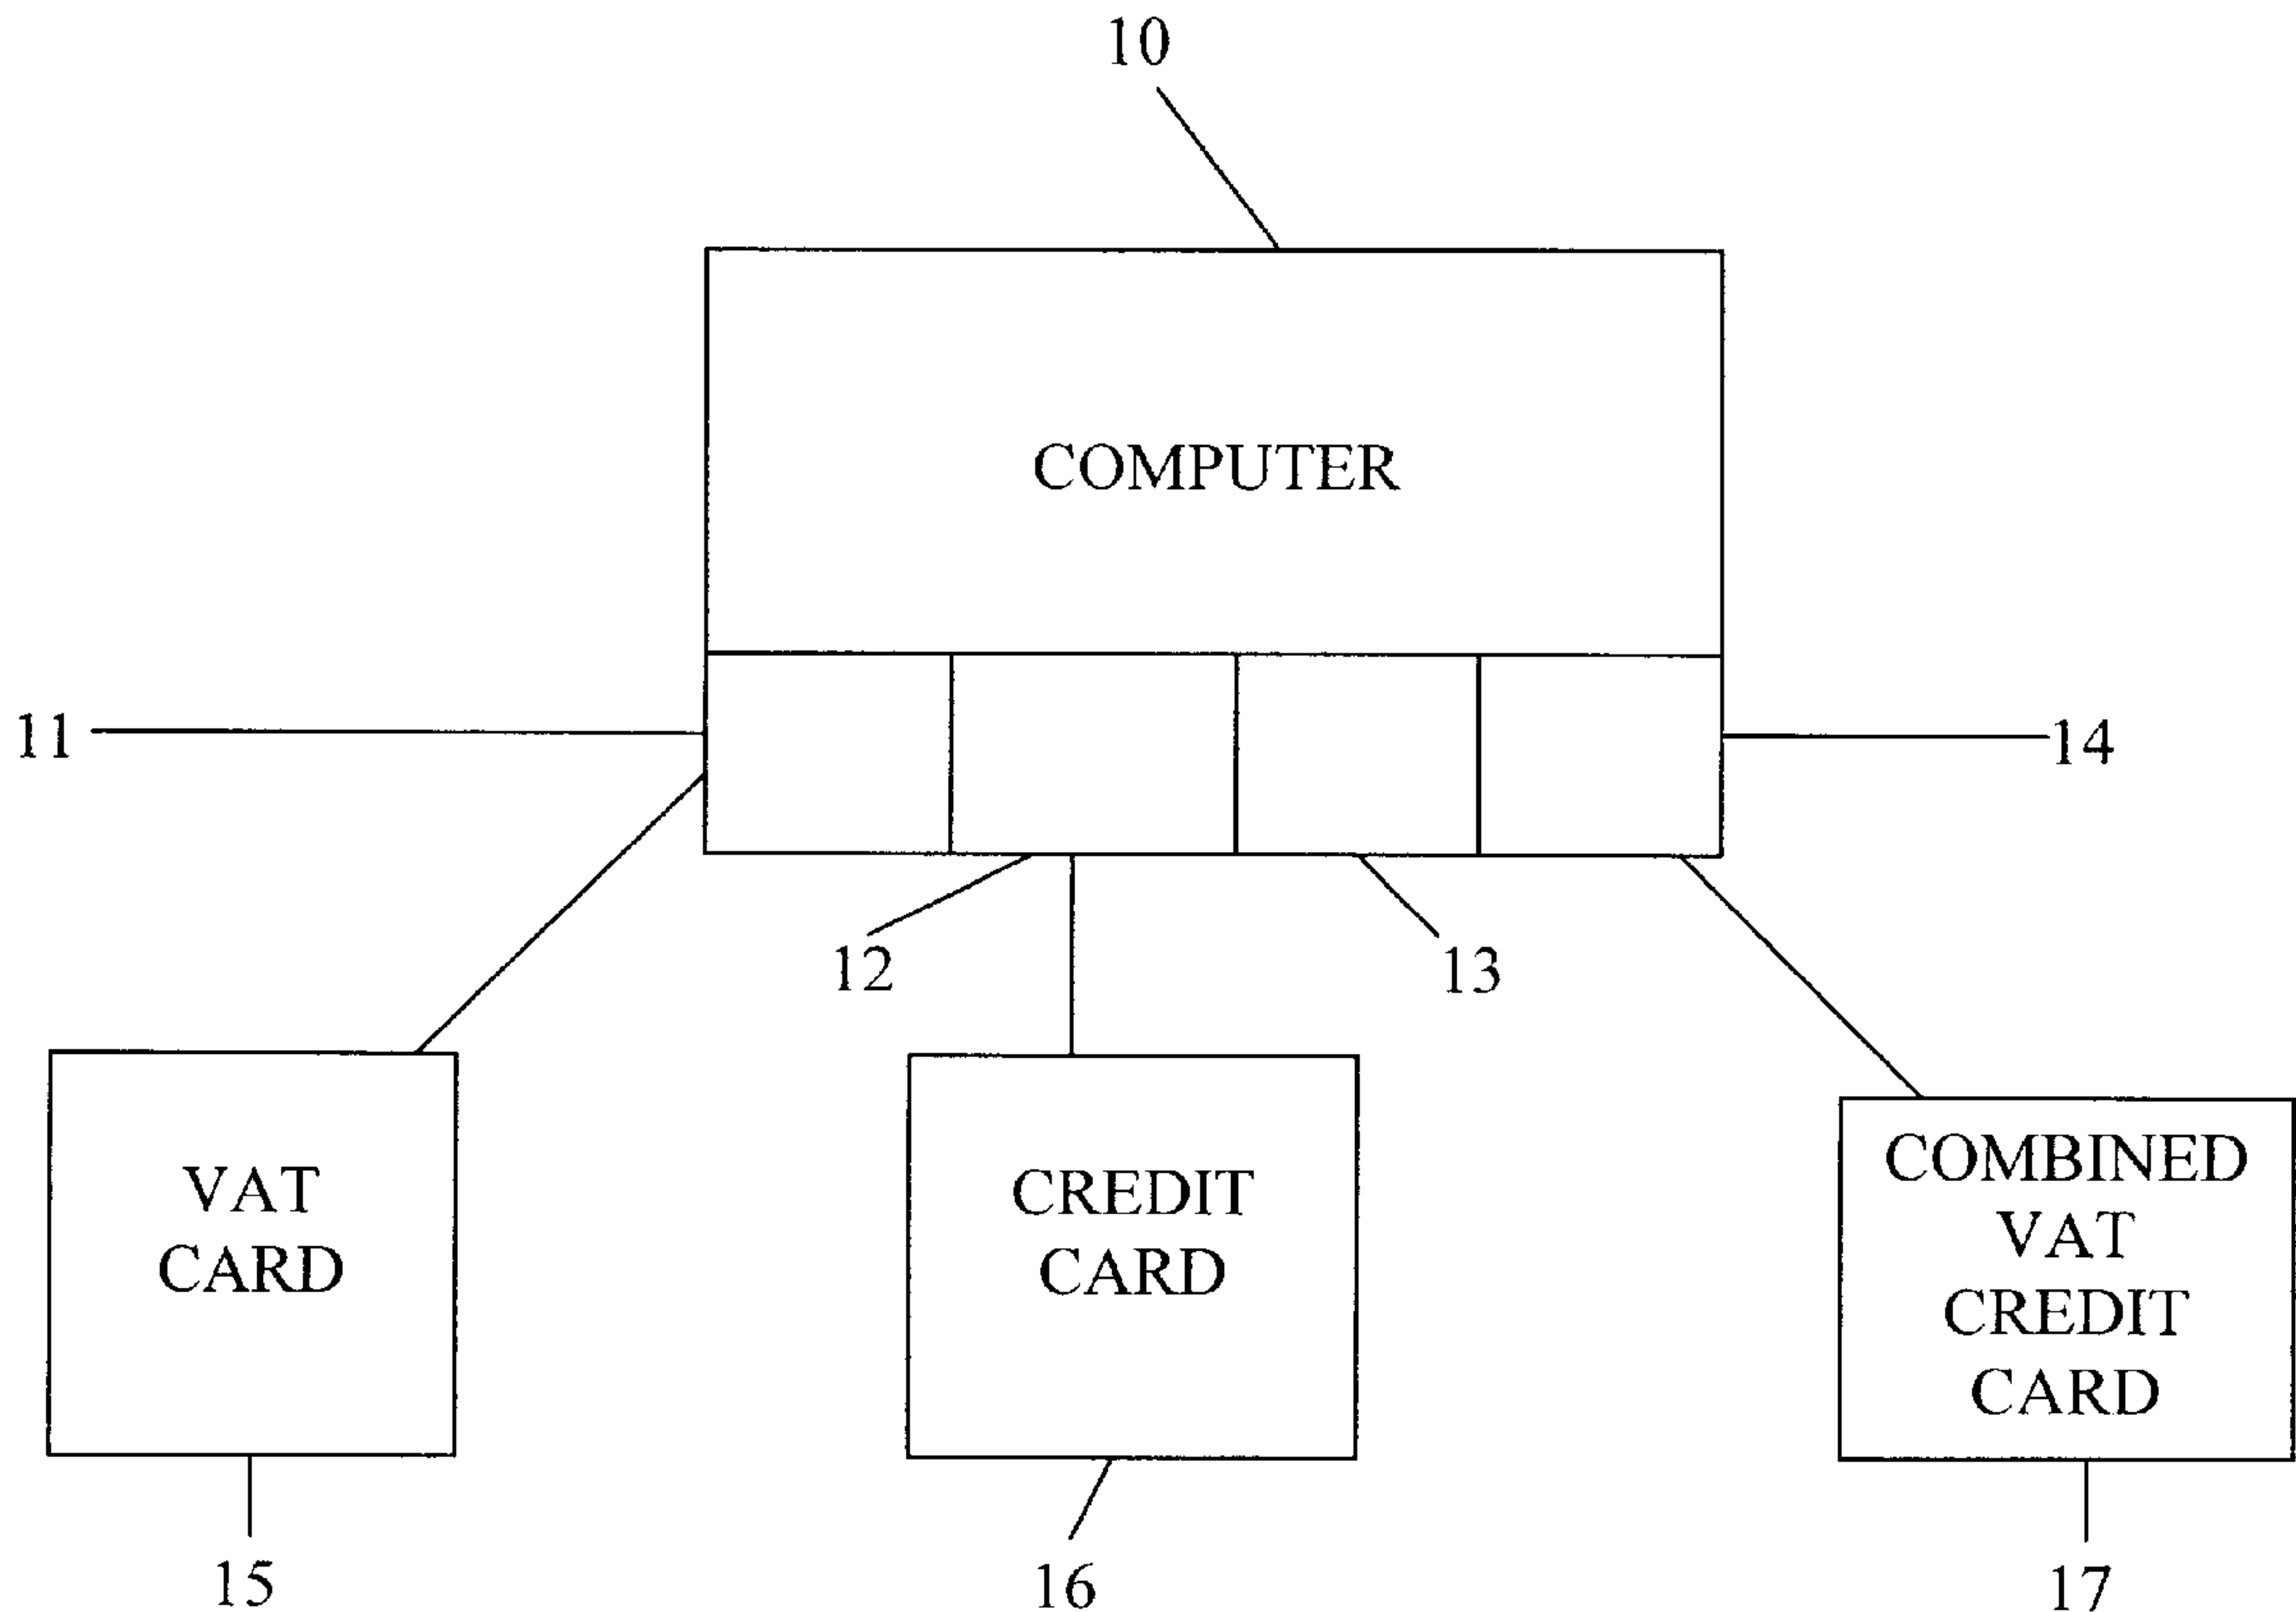 10
COMPUTER
11
14
12
13
VAT
CARD
CREDIT
CARD
COMBINED
VAT
CREDIT
CARD
15
16
17